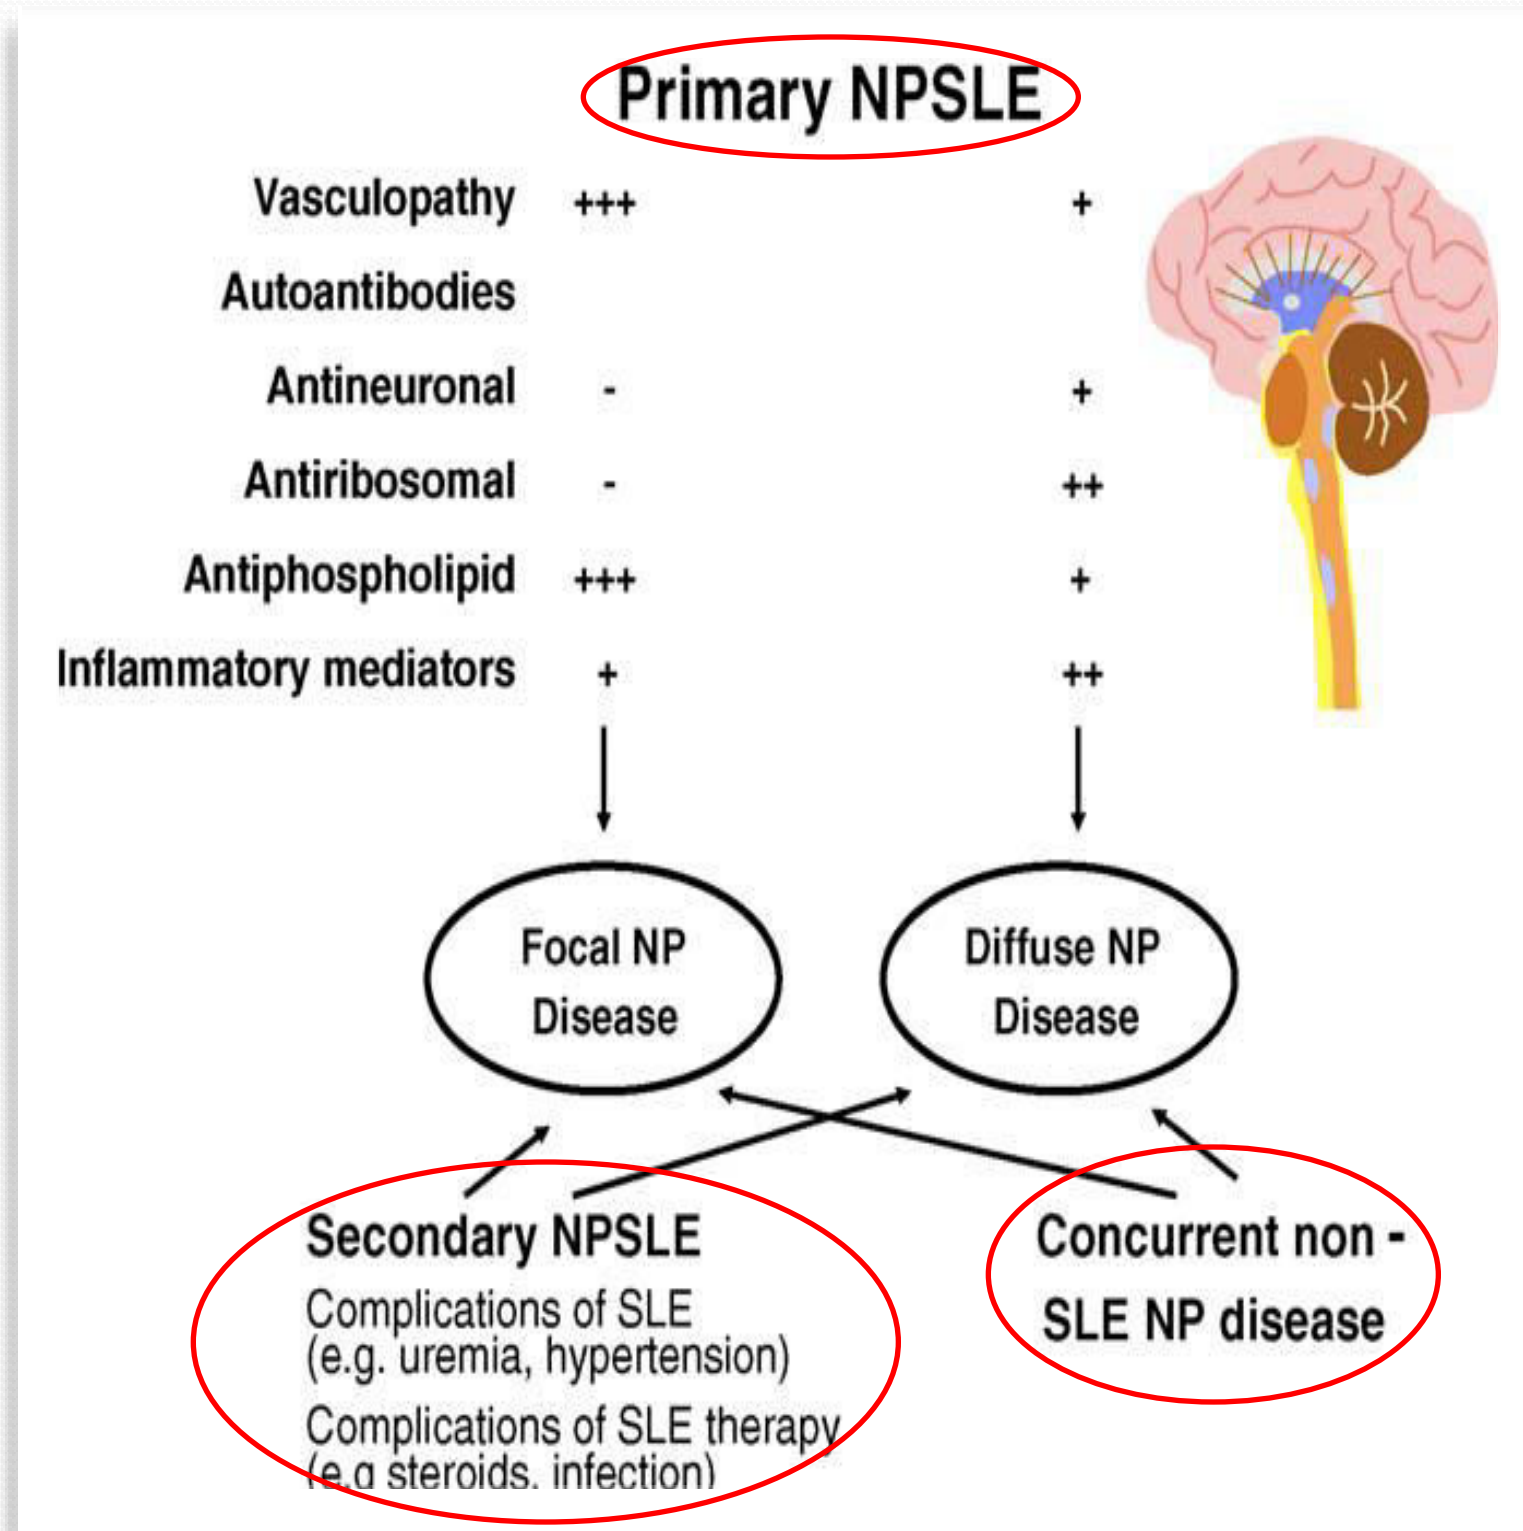 Primary NPSLE
Vasculopathy +++ +
Autoantibodies
Antineuronal - +
Antiribosomal - ++
Antiphospholipid +++ +
Inflammatory mediators + ++
Focal NP Diffuse NP
Disease Disease
Secondary NPSLE Concurrent non -
Complications of SLE SLE NP disease
(e.g. uremia, hypertension)
Complications of SLE therapy
(e.g steroids, infection)